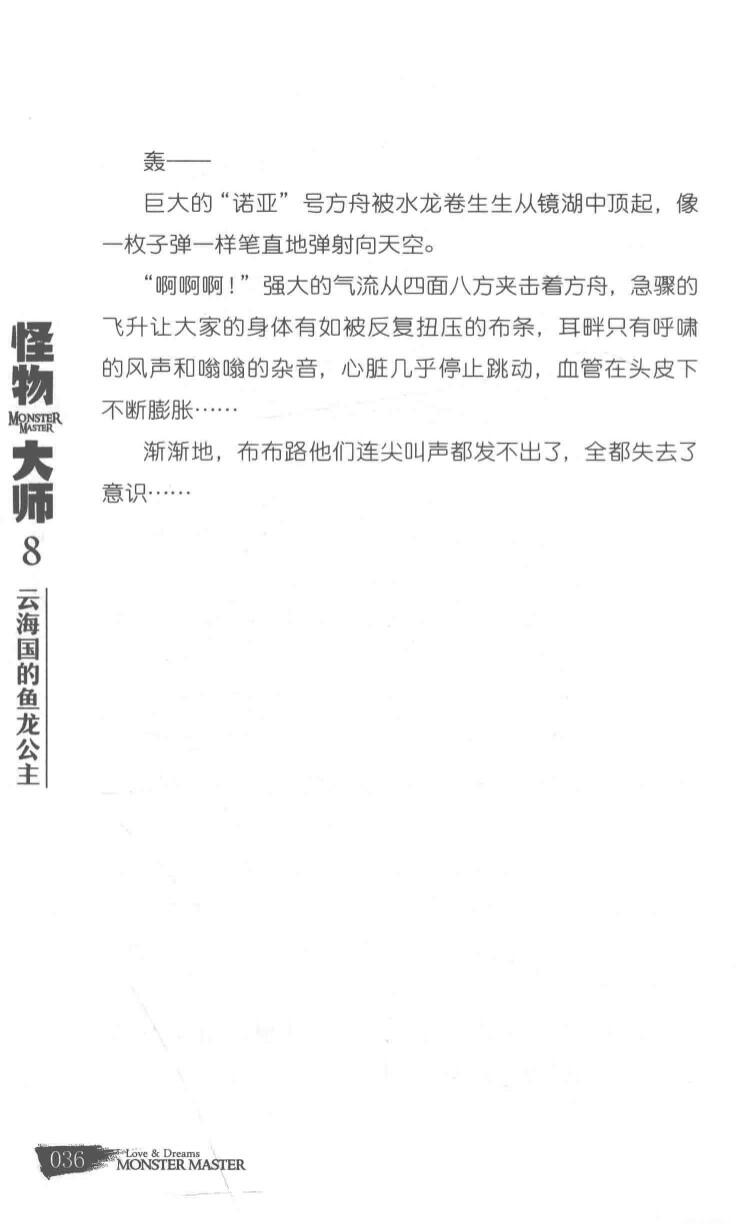 轰——
巨大的“诺亚”号方舟被水龙卷生生从镜湖中顶起，像
一枚子弹一样笔直地弹射向天空。
“啊啊啊！”强大的气流从四面八方夹击着方舟，急骤的
飞升让大家的身体有如被反复扭压的布条，耳畔只有呼啸
的风声和嗡嗡的杂音，心脏几乎停止跳动，血管在头皮下
不断膨胀……
渐渐地，布布路他们连尖叫声都发不出了，全都失去了
意识……
怪物
MONSTER
MASTER
大师
8
云海国的鱼龙公主
036
Love & Dreams
MONSTER MASTER